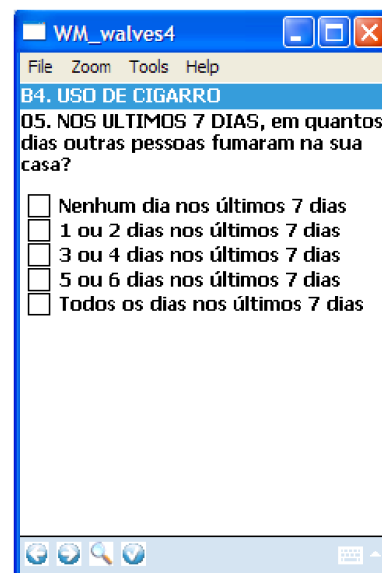 WM_walves4
File Zoom Tools Help
B4. USO DE CIGARRO
05. NOS ULTIMOS 7 DIAS, em quantos
dias outras pessoas fumaram na sua
casa?
Nenhum dia nos últimos 7 dias
1 ou 2 dias nos últimos 7 dias
3 ou 4 dias nos últimos 7 dias
5 ou 6 dias nos últimos 7 dias
Todos os dias nos últimos 7 dias